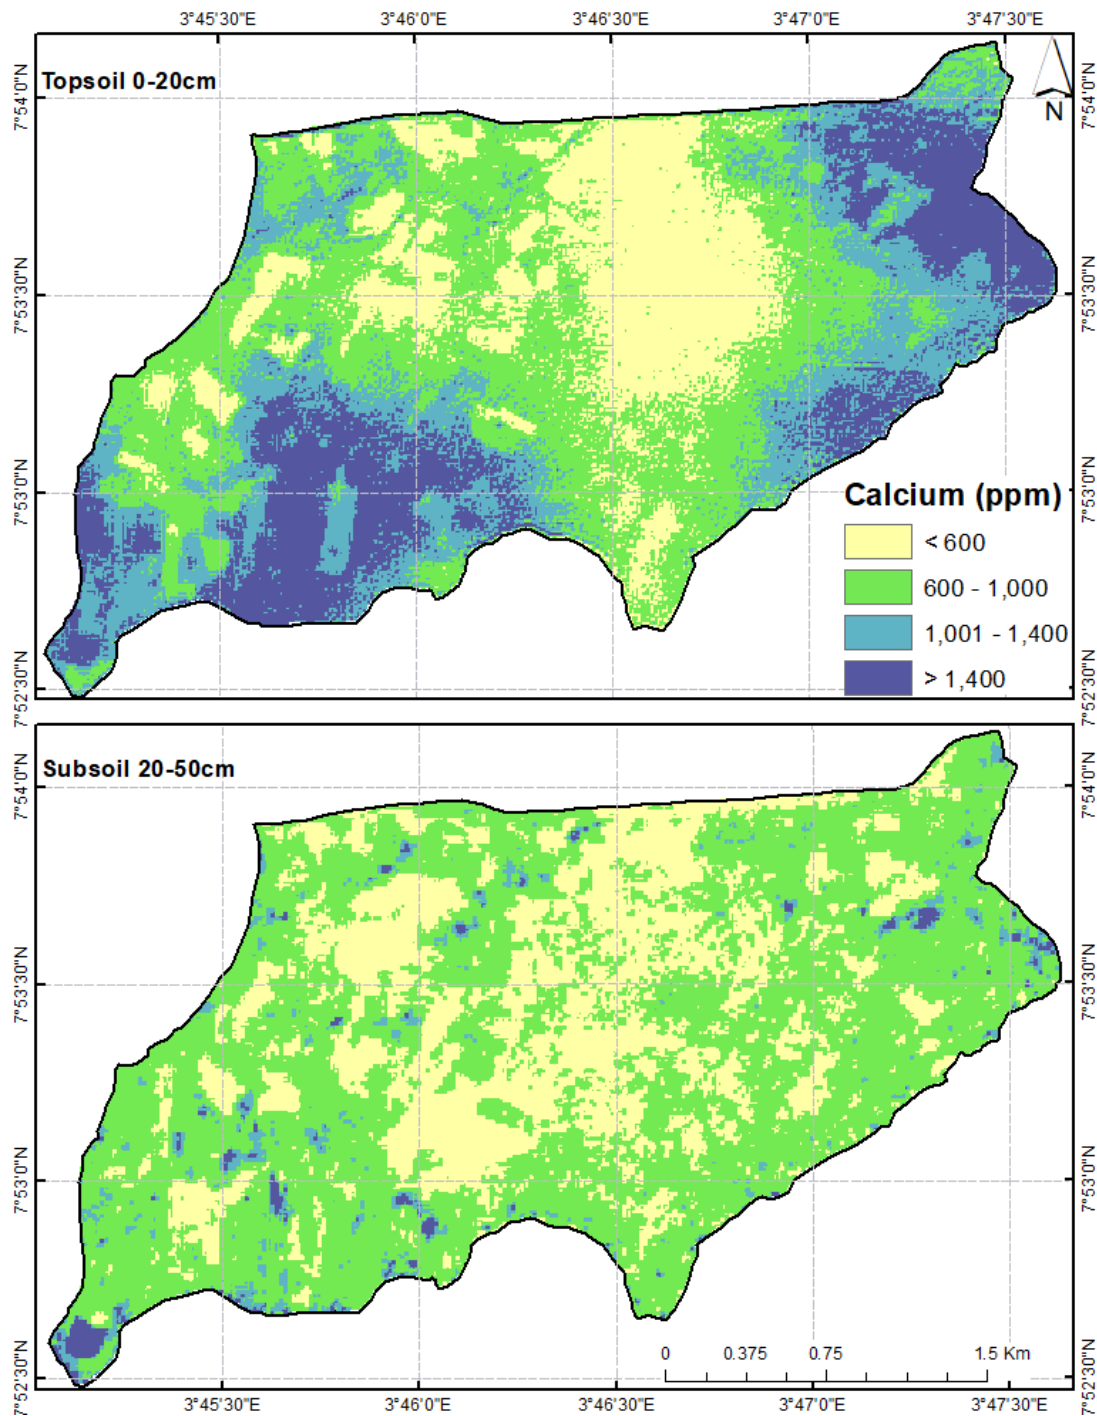 3°45'30"E 3°46'0"E 3°46'30"E 3°47'0"E 3°47'30"E
Topsoil 0-20cm
N
7°54'0"N 7°54'0"N
7°53'30"N 7°53'30"N
7°53'0"N 7°53'0"N
7°52'30"N 7°52'30"N
Calcium (ppm)
< 600
600 - 1,000
1,001 - 1,400
> 1,400
Subsoil 20-50cm
7°54'0"N 7°54'0"N
7°53'30"N 7°53'30"N
7°53'0"N 7°53'0"N
7°52'30"N 7°52'30"N
0 0.375 0.75 1.5 Km
3°45'30"E 3°46'0"E 3°46'30"E 3°47'0"E 3°47'30"E